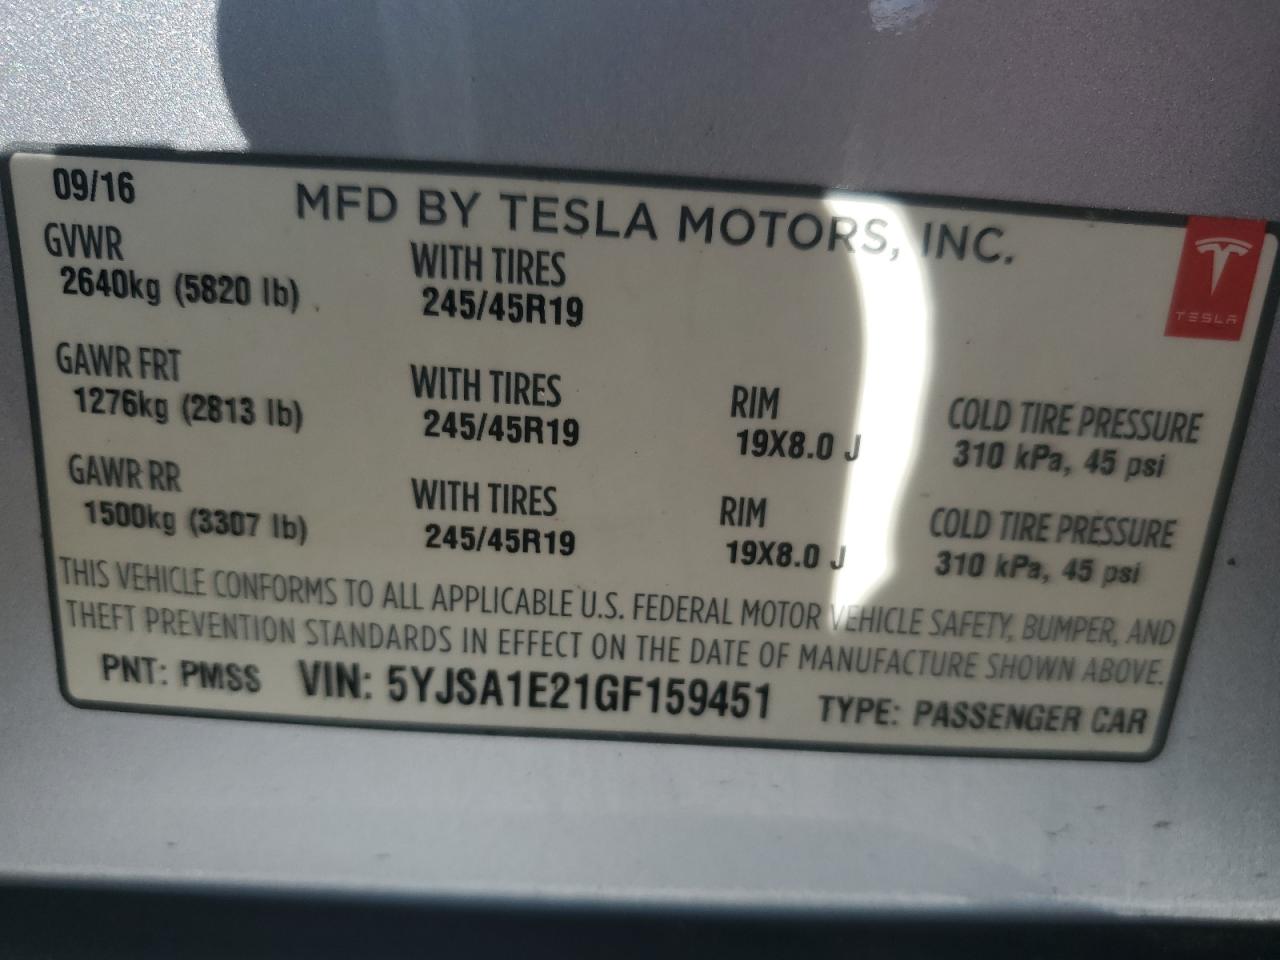 09/16 MFD BY TESLA MOTORS, INC.
GVWR WITH TIRES
2640kg (5820 lb) 245/45R19
TESLA
GAWR FRT WITH TIRES RIM COLD TIRE PRESSURE
1276kg (2813 lb) 245/45R19 19X8.0 J 310 kPa, 45 psi
GAWR RR WITH TIRES RIM COLD TIRE PRESSURE
1500kg (3307 lb) 245/45R19 19X8.0 J 310 kPa, 45 psi
THIS VEHICLE CONFORMS TO ALL APPLICABLE U.S. FEDERAL MOTOR VEHICLE SAFETY, BUMPER, AND
THEFT PREVENTION STANDARDS IN EFFECT ON THE DATE OF MANUFACTURE SHOWN ABOVE.
PNT: PMSS VIN: 5YJSA1E21GF159451 TYPE: PASSENGER CAR